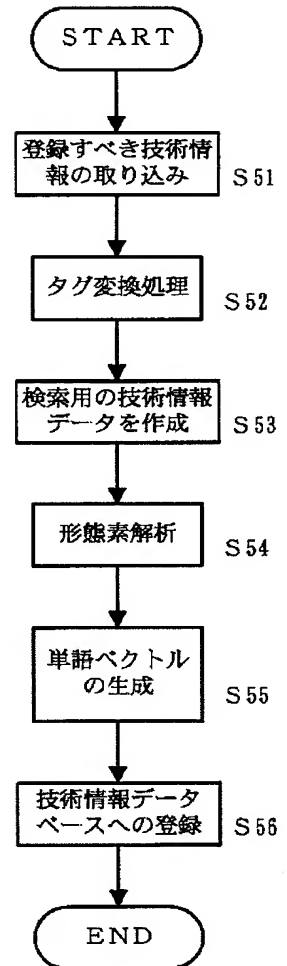 START
登録すべき技術情
報の取り込み
S51
タグ変換処理
S52
検索用の技術情報
データを作成
S53
形態素解析
S54
単語ベクトル
の生成
S55
技術情報データ
ベースへの登録
S56
END